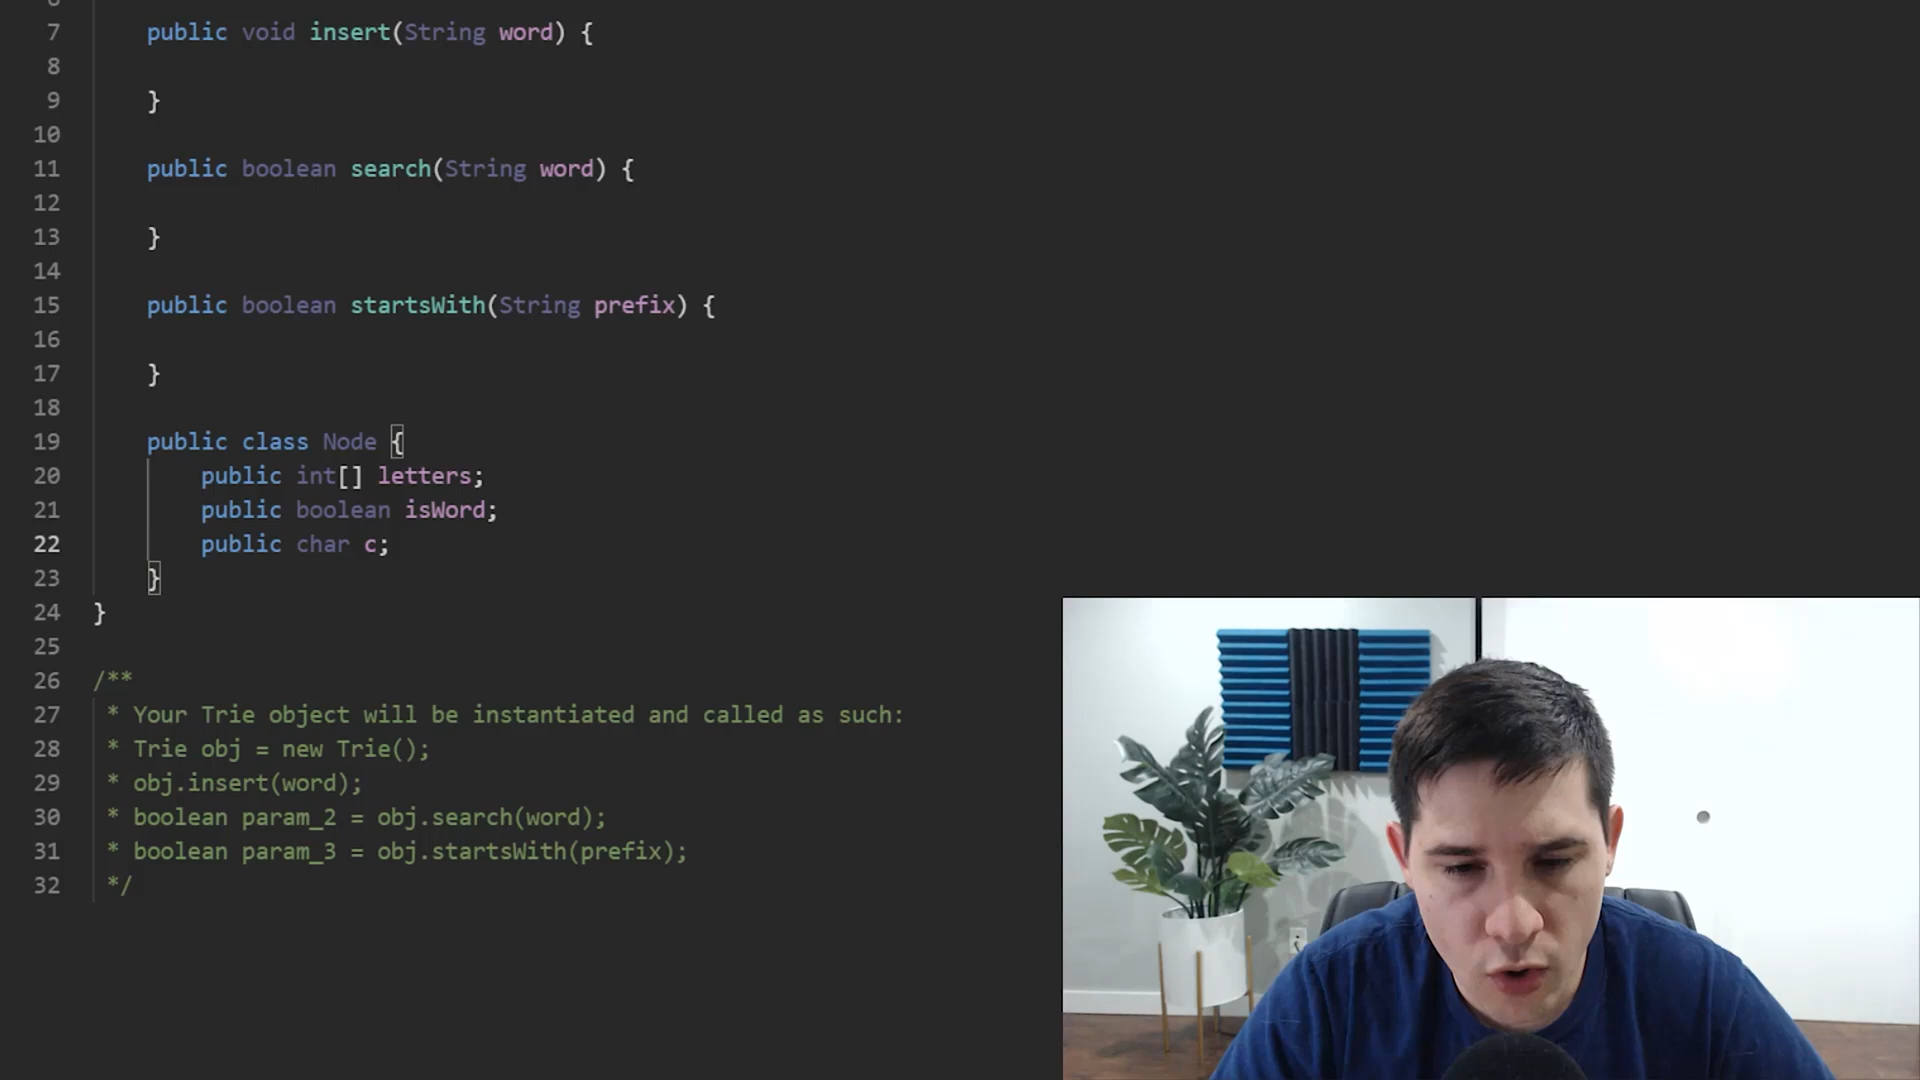 7 public void insert(String word) {
8
9 }
10
11 public boolean search(String word) {
12
13 }
14
15 public boolean startsWith(String prefix) {
16
17 }
18
19 public class Node {
20 public int[] letters;
21 public boolean isWord;
22 public char c;
23 }
24 }
25
26 /**
27 * Your Trie object will be instantiated and called as such:
28 * Trie obj = new Trie();
29 * obj.insert(word);
30 * boolean param_2 = obj.search(word);
31 * boolean param_3 = obj.startsWith(prefix);
32 */